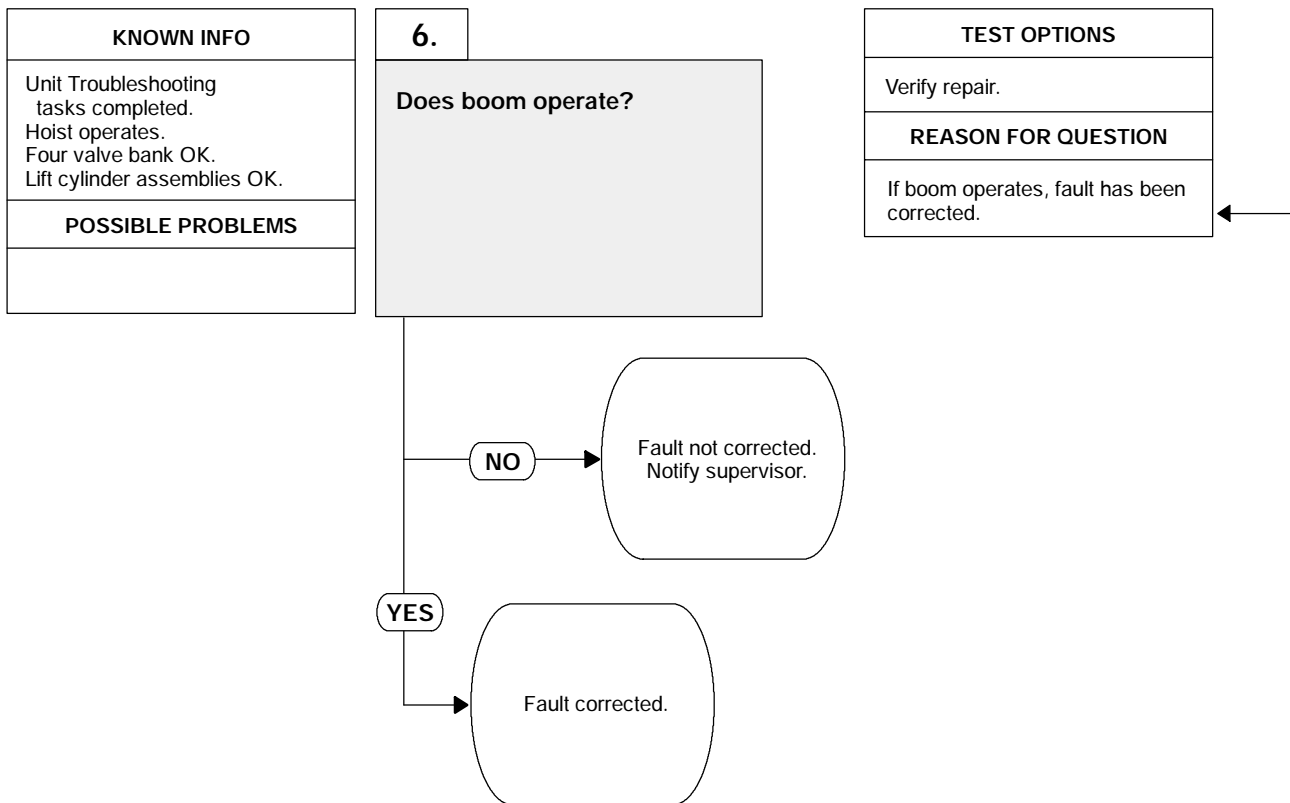 KNOWN INFO
Unit Troubleshooting
tasks completed.
Hoist operates.
Four valve bank OK.
Lift cylinder assemblies OK.
POSSIBLE PROBLEMS
6.
Does boom operate?
TEST OPTIONS
Verify repair.
REASON FOR QUESTION
If boom operates, fault has been
corrected.
NO
Fault not corrected.
Notify supervisor.
YES
Fault corrected.